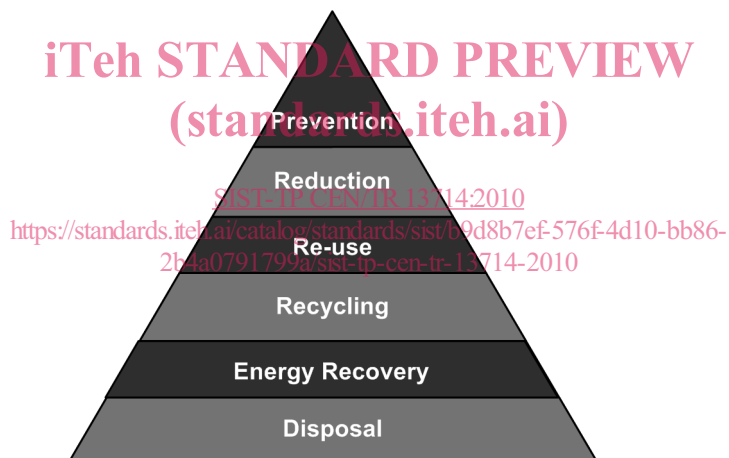 iTeh STANDARD PREVIEW
(standards.iteh.ai)
Prevention
Reduction
SIST-TP CEN/TR 13714:2010
https://standards.iteh.ai/catalog/standards/sist/b9d8b7ef-576f-4d10-bb86-
Re-use
2b4a0791799a/sist-tp-cen-tr-13714-2010
Recycling
Energy Recovery
Disposal